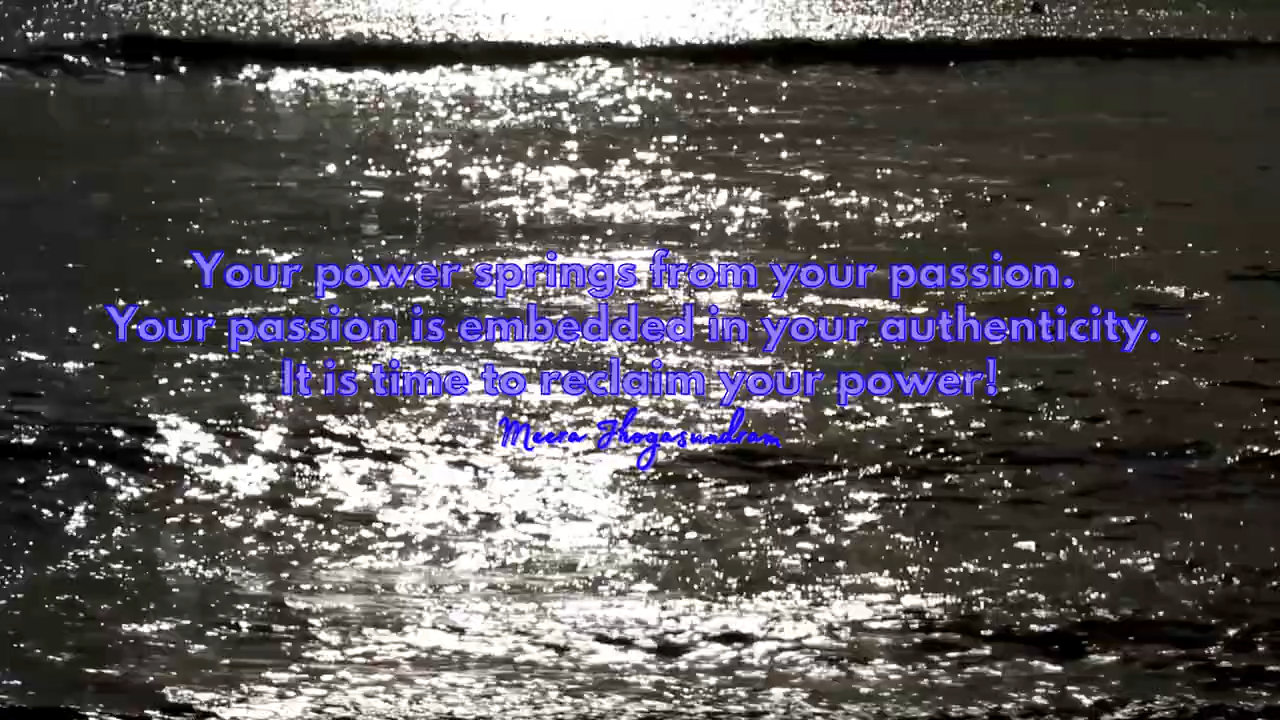 Your power springs from your passion.
Your passion is embedded in your authenticity.
It is time to reclaim your power!
Meera Jhogasundram